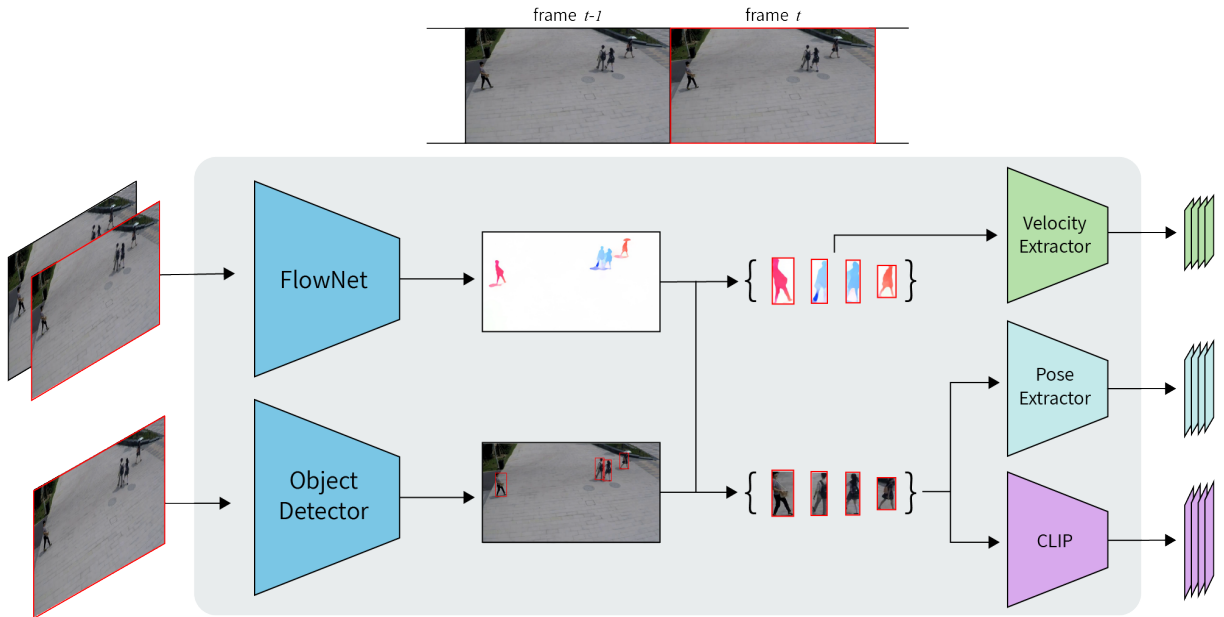 frame t-1
frame t
FlowNet
Velocity
Extractor
{ }
Pose
Extractor
Object
Detector
{ }
CLIP